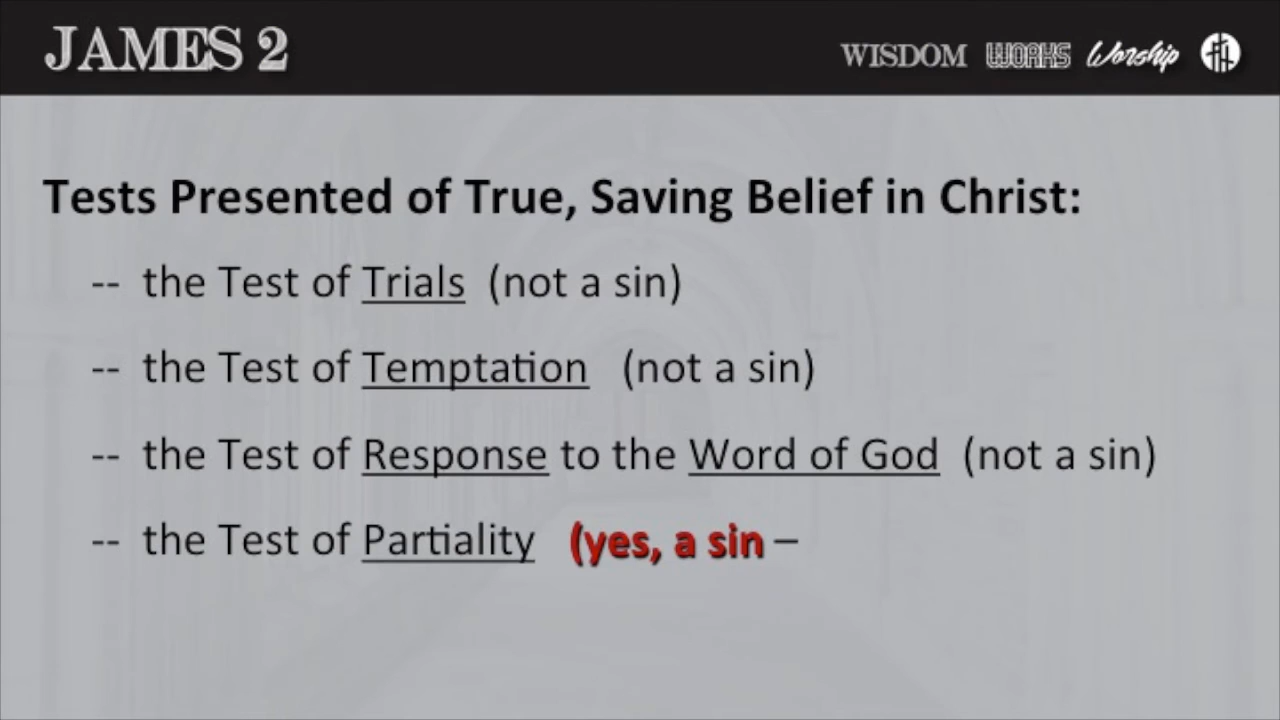 JAMES 2
WISDOM WORKS Worship
Tests Presented of True, Saving Belief in Christ:
-- the Test of Trials (not a sin)
-- the Test of Temptation (not a sin)
-- the Test of Response to the Word of God (not a sin)
-- the Test of Partiality (yes, a sin –